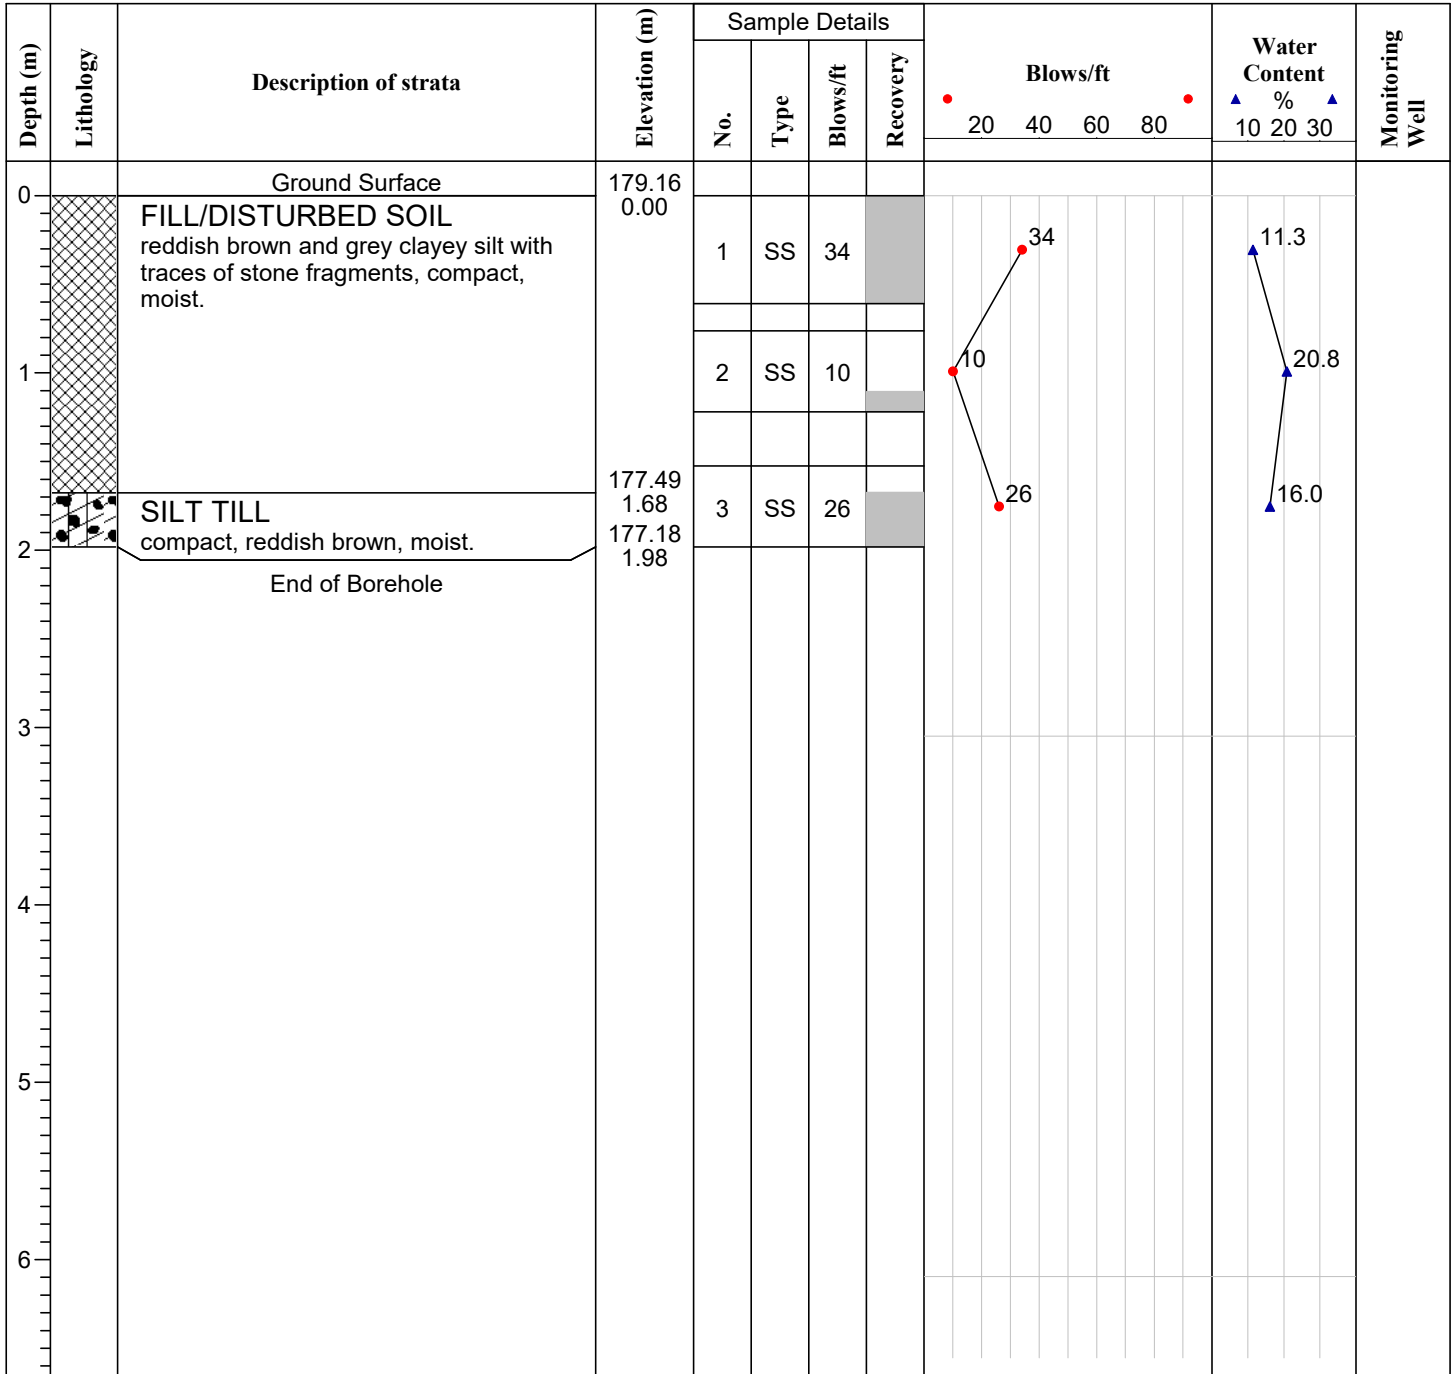 Depth (m)
Lithology
Description of strata
Elevation (m)
Sample Details
No.
Type
Blows/ft
Recovery
Blows/ft
20 40 60 80
Water
Content
%
10 20 30
Monitoring
Well
Ground Surface
179.16
0.00
0
FILL/DISTURBED SOIL
reddish brown and grey clayey silt with
traces of stone fragments, compact,
moist.
1 SS 34
34
11.3
1
2 SS 10
10
20.8
177.49
1.68
SILT TILL
compact, reddish brown, moist.
3 SS 26
26
16.0
177.18
1.98
2
End of Borehole
3
4
5
6